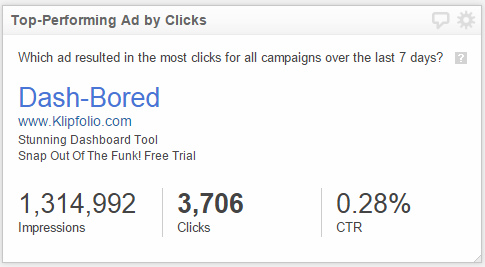 Top-Performing Ad by Clicks
Which ad resulted in the most clicks for all campaigns over the last 7 days? ?
Dash-Bored
www.Klipfolio.com
Stunning Dashboard Tool
Snap Out Of The Funk! Free Trial
1,314,992 3,706 0.28%
Impressions Clicks CTR